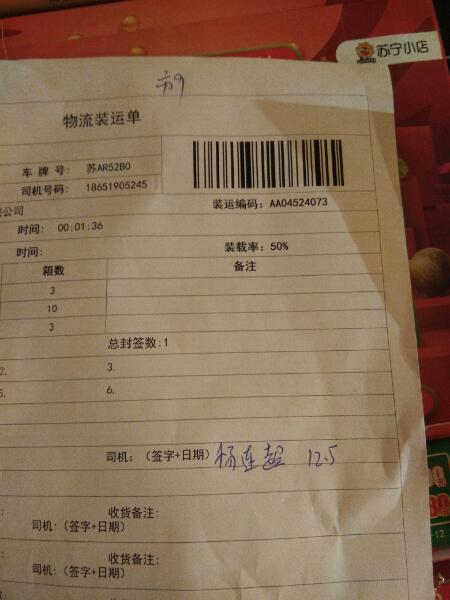 苏宁小店
物流装运单
车 牌 号: 苏AR52B0
司机号码: 18651905245
装运编码: AA04524073
公司
时间: 00:01:36
时间:
装载率: 50%
箱数 备注
3
10
3
总封签数:1
2. 3.
5. 6.
司机:（签字+日期) 杨连超 12.5
收货备注:
司机:(签字+日期)
收货备注:
司机:(签字+日期)